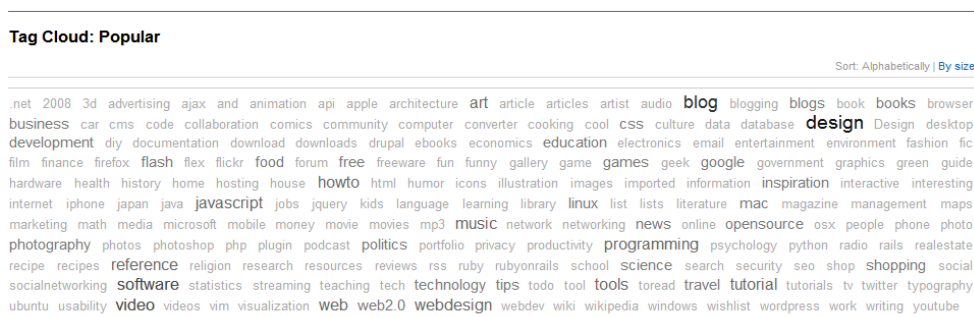 Tag Cloud: Popular
Sort: Alphabetically | By size
.net 2008 3d advertising ajax and animation api apple architecture art article articles artist audio blog blogging blogs book books browser
business car cms code collaboration comics community computer converter cooking cool css culture data database design Design desktop
development diy documentation download downloads drupal ebooks economics education electronics email entertainment environment fashion fic
film finance firefox flash flex flickr food forum free freeware fun funny gallery game games geek google government graphics green guide
hardware health history home hosting house howto html humor icons illustration images imported information inspiration interactive interesting
internet iphone japan java javascript jobs jquery kids language learning library linux list lists literature mac magazine management maps
marketing math media microsoft mobile money movie movies mp3 music network networking news online opensource osx people phone photo
photography photos photoshop php plugin podcast politics portfolio privacy productivity programming psychology python radio rails realestate
recipe recipes reference religion research resources reviews rss ruby rubyonrails school science search security seo shop shopping social
socialnetworking software statistics streaming teaching tech technology tips todo tool tools toread travel tutorial tutorials tv twitter typography
ubuntu usability video videos vim visualization web web2.0 webdesign webdev wiki wikipedia windows wishlist wordpress work writing youtube